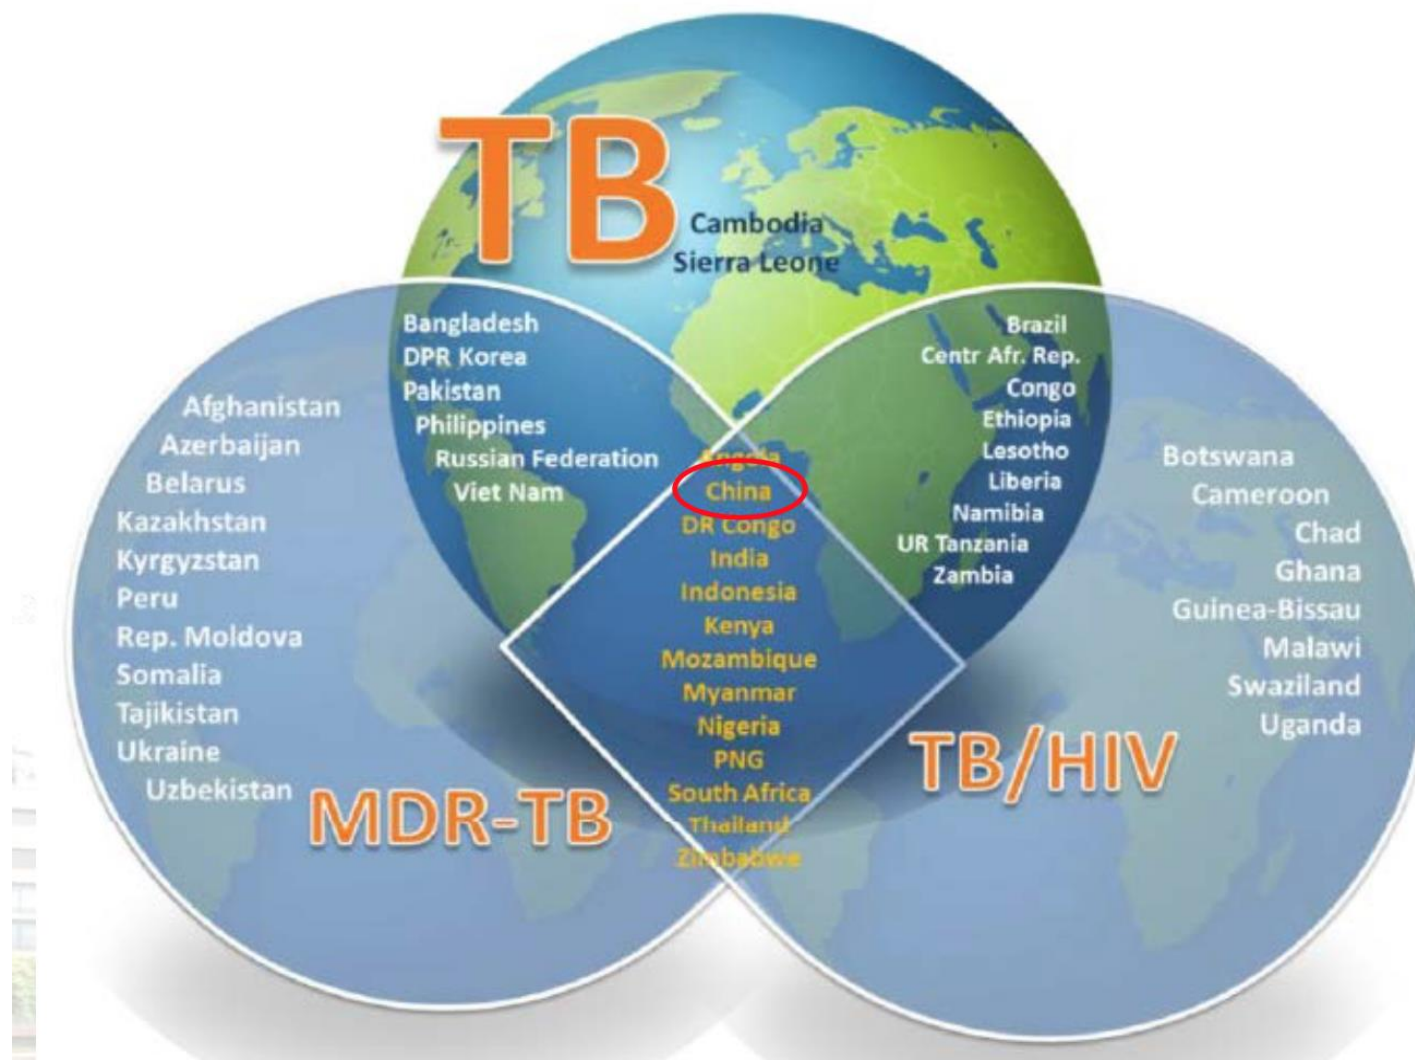 TB
Cambodia
Sierra Leone
Bangladesh
DPR Korea
Pakistan
Philippines
Russian Federation
Viet Nam
Brazil
Centr Afr. Rep.
Congo
Ethiopia
Lesotho
Liberia
Namibia
UR Tanzania
Zambia
Afghanistan
Azerbaijan
Belarus
Kazakhstan
Kyrgyzstan
Peru
Rep. Moldova
Somalia
Tajikistan
Ukraine
Uzbekistan
MDR-TB
Angola
China
DR Congo
India
Indonesia
Kenya
Mozambique
Myanmar
Nigeria
PNG
South Africa
Thailand
Zimbabwe
Botswana
Cameroon
Chad
Ghana
Guinea-Bissau
Malawi
Swaziland
Uganda
TB/HIV